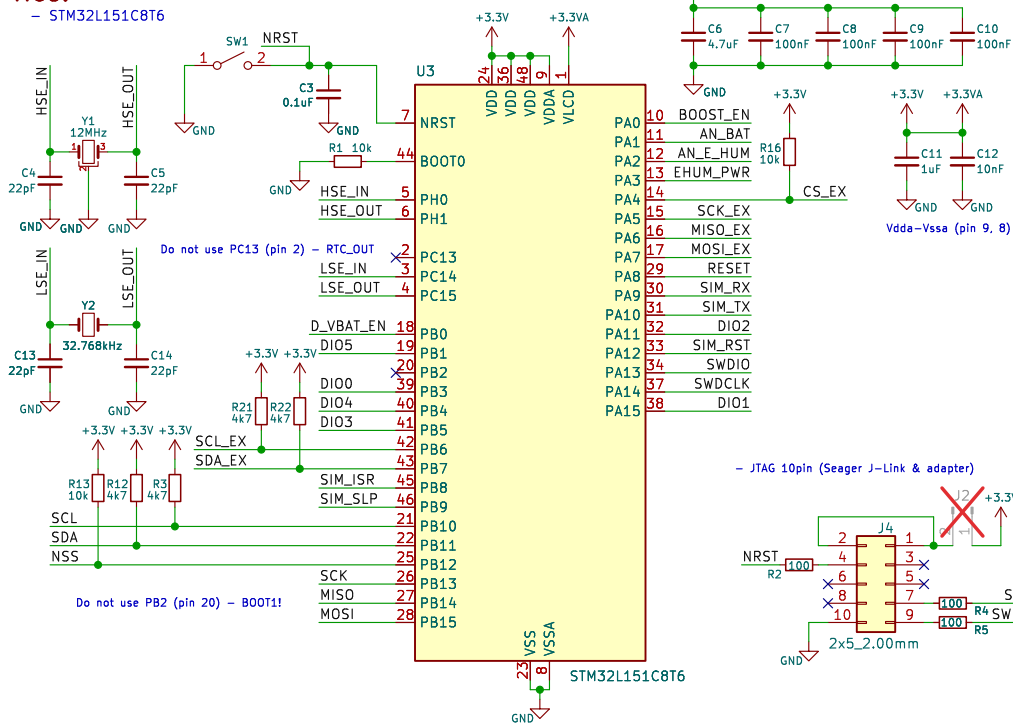 - STM32L151C8T6
HSE_IN
HSE_OUT
Y1
12MHz
1
3
2
C4
22pF
C5
22pF
GND
GND
GND
SW1
1
2
NRST
C3
0.1uF
GND
GND
R1 10k
GND
HSE_IN
HSE_OUT
Do not use PC13 (pin 2) - RTC_OUT
LSE_IN
LSE_OUT
LSE_IN
LSE_OUT
Y2
32.768kHz
C13
22pF
C14
22pF
GND
GND
D_VBAT_EN
DIO5
+3.3V
+3.3V
DIO0
DIO4
DIO3
R21
4k7
R22
4k7
SCL_EX
SDA_EX
+3.3V
+3.3V
+3.3V
R13
10k
R12
4k7
R3
4k7
SIM_ISR
SIM_SLP
SCL
SDA
NSS
SCK
MISO
MOSI
Do not use PB2 (pin 20) - BOOT1!
U3
+3.3V
+3.3VA
24
36
48
9
1
VDD
VDD
VDD
VDDA
VLCD
7 NRST
44 BOOT0
5 PH0
6 PH1
2 PC13
3 PC14
4 PC15
18 PB0
19 PB1
20 PB2
39 PB3
40 PB4
41 PB5
42 PB6
43 PB7
45 PB8
46 PB9
21 PB10
22 PB11
25 PB12
26 PB13
27 PB14
28 PB15
PA0 10 BOOST_EN
PA1 11 AN_BAT
PA2 12 AN_E_HUM
PA3 13 EHUM_PWR
PA4 14 CS_EX
PA5 15 SCK_EX
PA6 16 MISO_EX
PA7 17 MOSI_EX
PA8 29 RESET
PA9 30 SIM_RX
PA10 31 SIM_TX
PA11 32 DIO2
PA12 33 SIM_RST
PA13 34 SWDIO
PA14 37 SWDCLK
PA15 38 DIO1
VSS
VSSA
23
8
STM32L151C8T6
GND
C6
4.7uF
C7
100nF
C8
100nF
C9
100nF
C10
100nF
GND
+3.3V
R16
10k
+3.3V
+3.3VA
C11
1uF
C12
10nF
GND
GND
Vdda-Vssa (pin 9, 8)
- JTAG 10pin (Seager J-Link & adapter)
J2
1
+3.3V
J4
2
1
4
3
6
5
8
7
10
9
NRST
R2
100
100
R4
100
R5
SW
GND
2x5_2.00mm